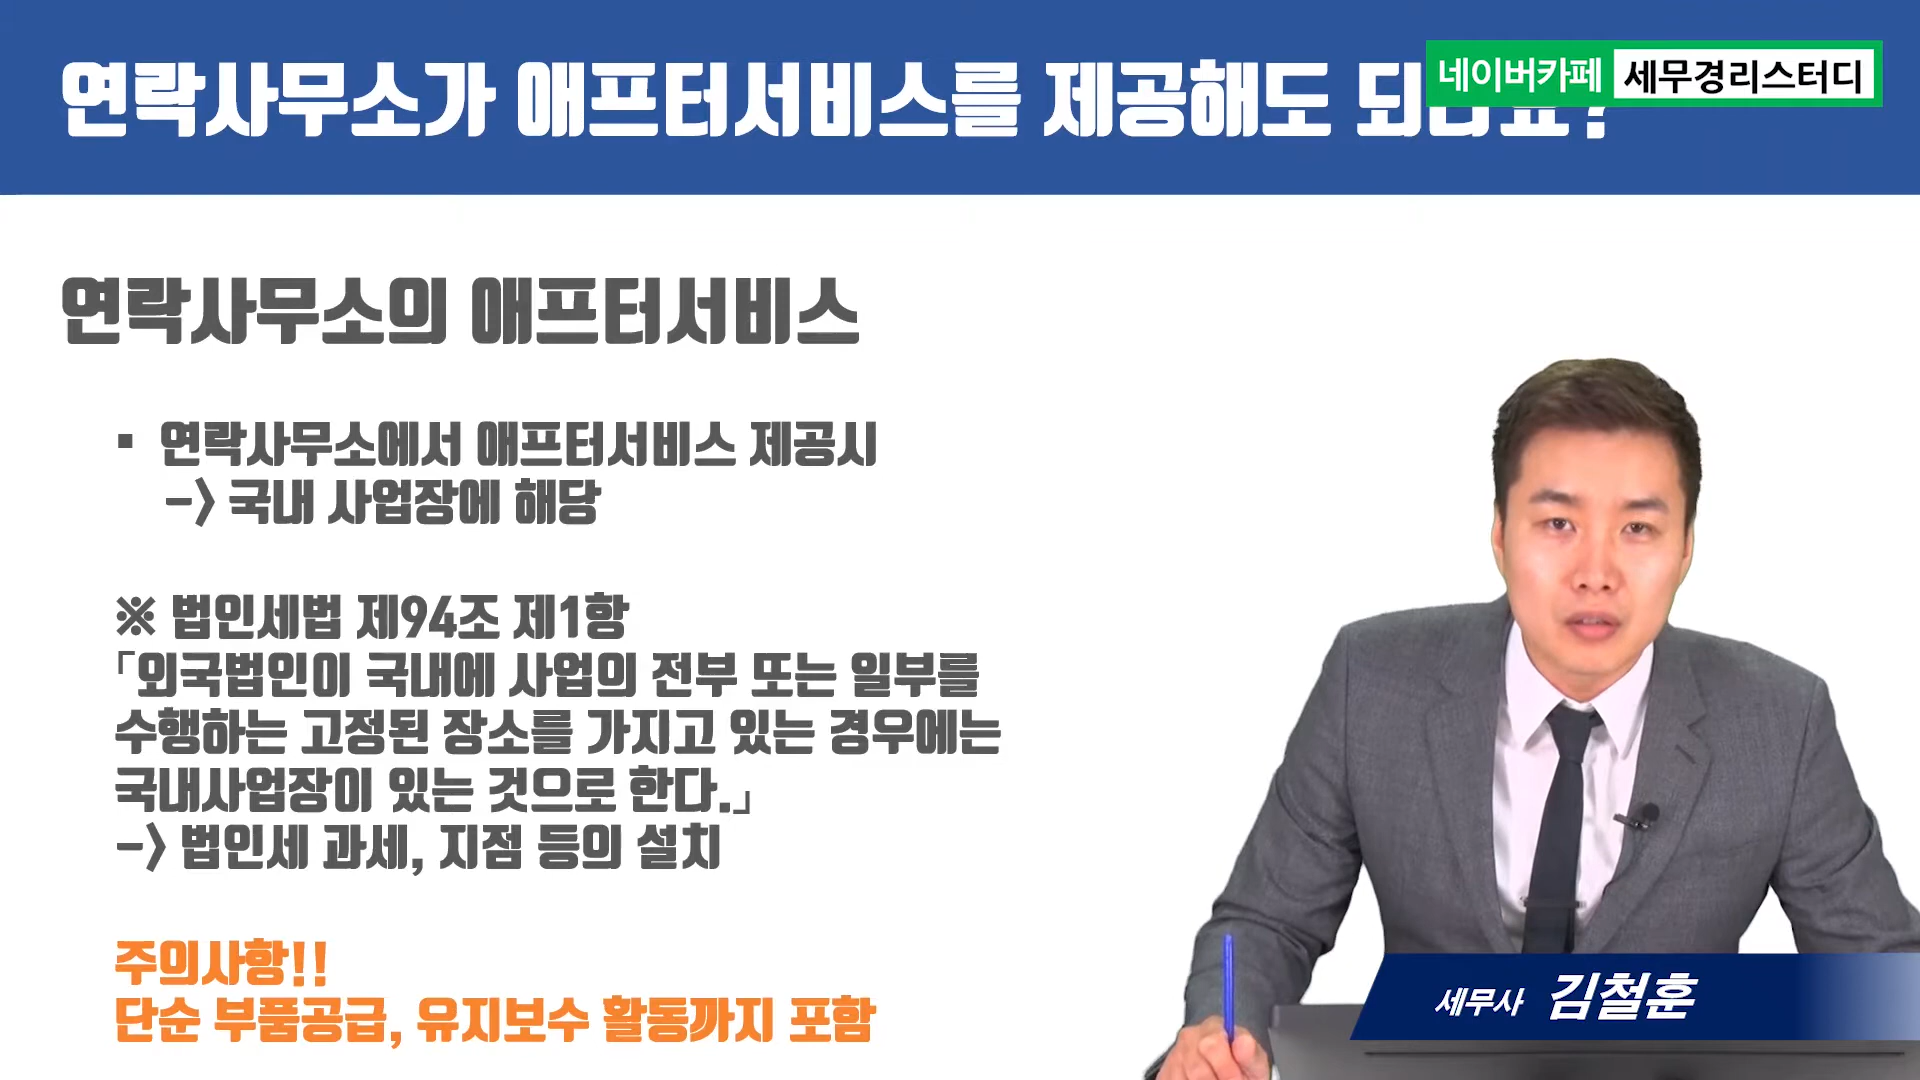 연락사무소가 애프터서비스를 제공해도 되나요?
네이버카페 세무경리스터디
연락사무소의 애프터서비스
▪ 연락사무소에서 애프터서비스 제공시
-> 국내 사업장에 해당
※ 법인세법 제94조 제1항
「외국법인이 국내에 사업의 전부 또는 일부를
수행하는 고정된 장소를 가지고 있는 경우에는
국내사업장이 있는 것으로 한다.」
-> 법인세 과세, 지점 등의 설치
주의사항!!
단순 부품공급, 유지보수 활동까지 포함
세무사 김철훈